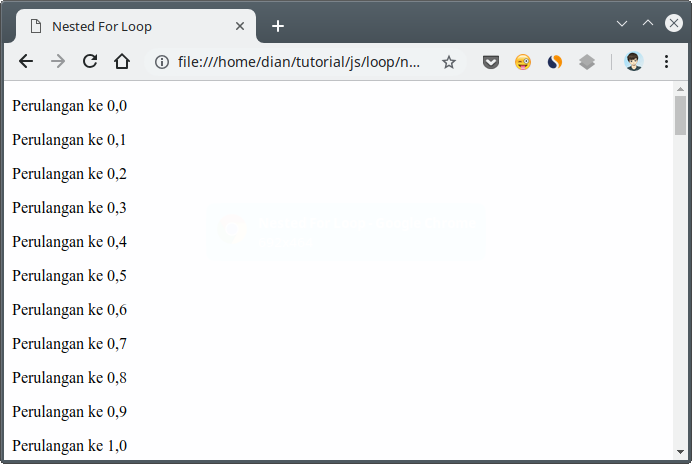 Nested For Loop
file:///home/dian/tutorial/js/loop/n...
Perulangan ke 0,0
Perulangan ke 0,1
Perulangan ke 0,2
Perulangan ke 0,3
Perulangan ke 0,4
Perulangan ke 0,5
Perulangan ke 0,6
Perulangan ke 0,7
Perulangan ke 0,8
Perulangan ke 0,9
Perulangan ke 1,0